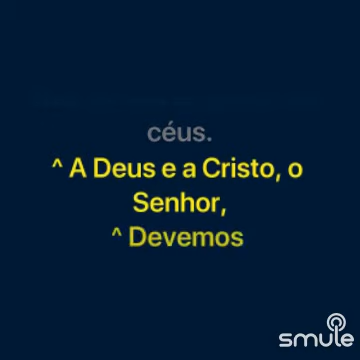 céus.
^ A Deus e a Cristo, o
Senhor,
^ Devemos
smule